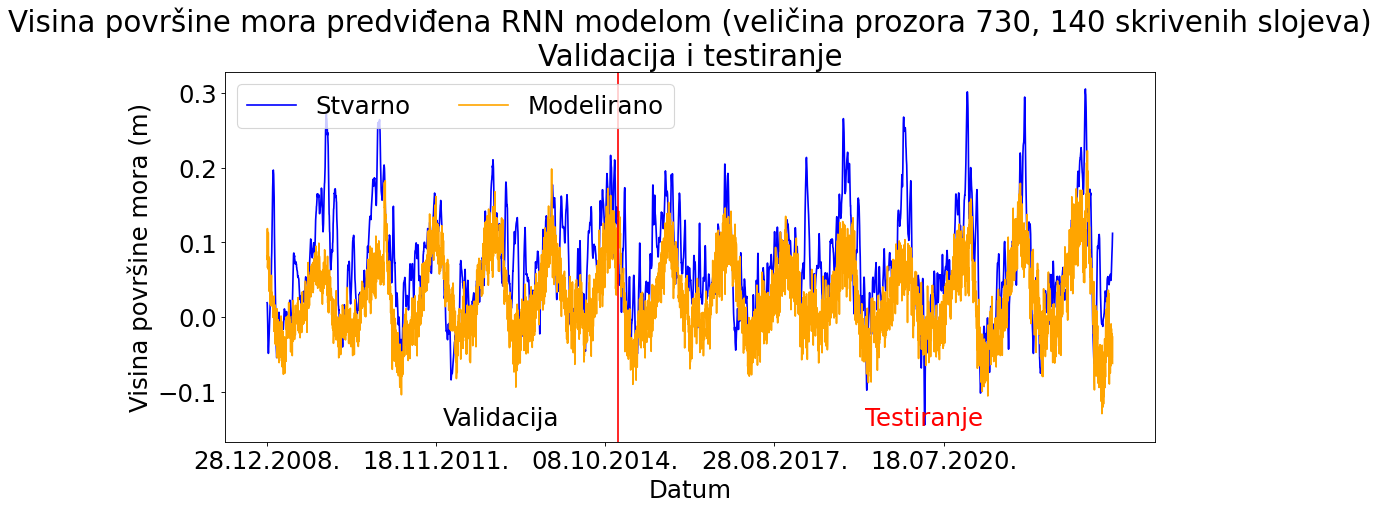 Visina površine mora predviđena RNN modelom (veličina prozora 730, 140 skrivenih slojeva)
Validacija i testiranje
Stvarno
Modelirano
Visina površine mora (m)
0.3
0.2
0.1
0.0
−0.1
Validacija
Testiranje
28.12.2008.
18.11.2011.
08.10.2014.
28.08.2017.
18.07.2020.
Datum